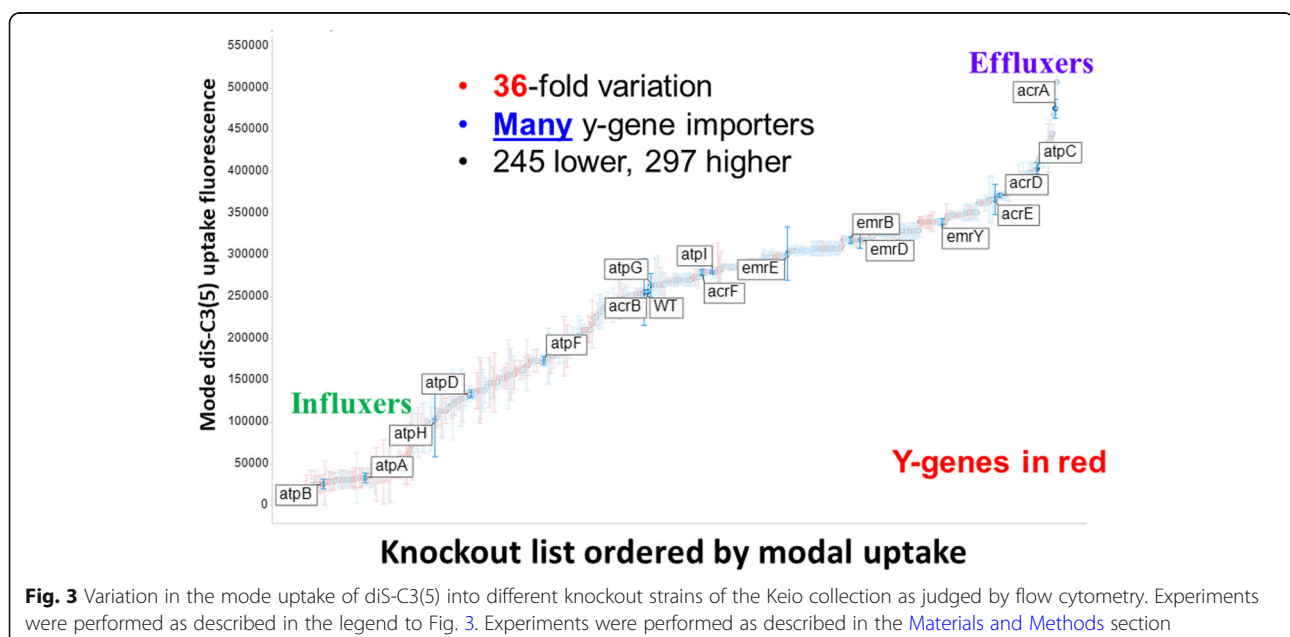 Effluxers
• 36-fold variation
• Many y-gene importers
• 245 lower, 297 higher
Mode diS-C3(5) uptake fluorescence
550000
500000
450000
400000
350000
300000
250000
200000
150000
100000
50000
0
acrA
atpC
acrD
acrE
emrB
emrD
emrY
atpI
atpG
emrE
acrF
acrB
WT
atpF
atpD
Influxers
atpH
atpA
atpB
Y-genes in red
Knockout list ordered by modal uptake
Fig. 3 Variation in the mode uptake of diS-C3(5) into different knockout strains of the Keio collection as judged by flow cytometry. Experiments
were performed as described in the legend to Fig. 3. Experiments were performed as described in the Materials and Methods section